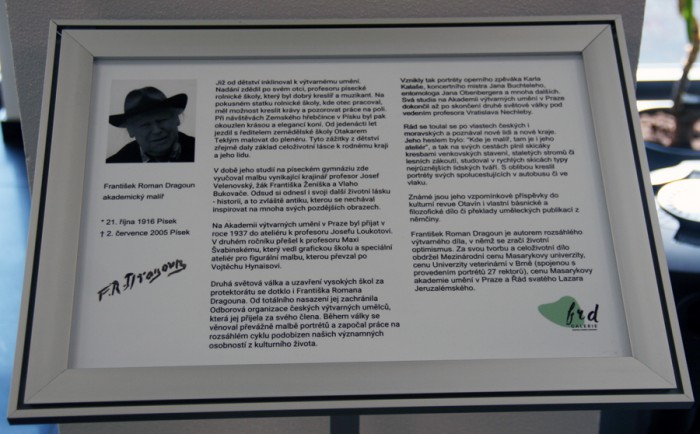 František Roman Dragoun
akademický malíř
* 21. října 1916 Písek
† 2. července 2005 Písek
F.R.Dragoun
Již od dětství inklinoval k výtvarnému umění.
Nadání zdědil po svém otci, profesoru písecké
rolnické školy, který byl dobrý kreslíř a muzikant. Na
pokusném statku rolnické školy, kde otec pracoval,
měl možnost kreslit krávy a pozorovat práce na poli.
Při návštěvách Zemského hřebčince v Písku byl pak
okouzlen krásou a elegancí koní. Od jedenácti let
jezdil s ředitelem zemědělské školy Otakarem
Teklým malovat do plenéru. Tyto zážitky z dětství
zřejmě daly základ celoživotní lásce k rodnému kraji
a jeho lidu.
V době jeho studií na píseckém gymnáziu zde
vyučoval malbu vynikající krajinář profesor Josef
Velenovský, žák Františka Ženíška a Vlaho
Bukovače. Odsud si odnesl i svoji další životní lásku
- historii, a to zvláště antiku, kterou se nechával
inspirovat na mnoha svých pozdějších obrazech.
Na Akademii výtvarných umění v Praze byl přijat v
roce 1937 do ateliéru k profesoru Josefu Loukotovi.
V druhém ročníku přešel k profesoru Maxi
Švabinskému, který vedl grafickou školu a speciální
ateliér pro figurální malbu, kterou převzal po
Vojtěchu Hynaisovi.
Druhá světová válka a uzavření vysokých škol za
protektorátu se dotklo i Františka Romana
Dragouna. Od totálního nasazení jej zachránila
Odborová organizace českých výtvarných umělců,
která jej přijela za svého člena. Během války se
věnoval převážně malbě portrétů a započal práce na
rozsáhlém cyklu podobizen našich významných
osobností z kulturního života.
Vznikly tak portréty operního zpěváka Karla
Kalaše, koncertního mistra Jana Buchteleho,
entomologa Jana Obenbergera a mnoha dalších.
Svá studia na Akademii výtvarných umění v Praze
dokončil až po skončení druhé světové války pod
vedením profesora Vratislava Nechleby.
Rád se toulal se po vlastech českých i
moravských a poznával nové lidi a nové kraje.
Jeho heslem bylo: "Kde je malíř, tam je i jeho
ateliér", a tak na svých cestách plnil skicáky
kresbami venkovských stavení, staletých stromů či
lesních zákoutí, studoval v rychlých skicách typy
nejrůznějších lidských tváří. S oblibou kreslil
portréty svých spolucestujících v autobusu či ve
vlaku.
Známé jsou jeho vzpomínkové příspěvky do
kulturní revue Otavín i vlastní básnické a
filozofické dílo či překlady uměleckých publikací z
němčiny.
František Roman Dragoun je autorem rozsáhlého
výtvarného díla, v němž se zračí životní
optimismus. Za svou tvorbu a celoživotní dílo
obdržel Mezinárodní cenu Masarykovy univerzity,
cenu Univerzity veterinární v Brně (spojenou s
provedením portrétů 27 rektorů), cenu Masarykovy
akademie umění v Praze a Řád svatého Lazara
Jeruzalémského.
frd
GALERIE